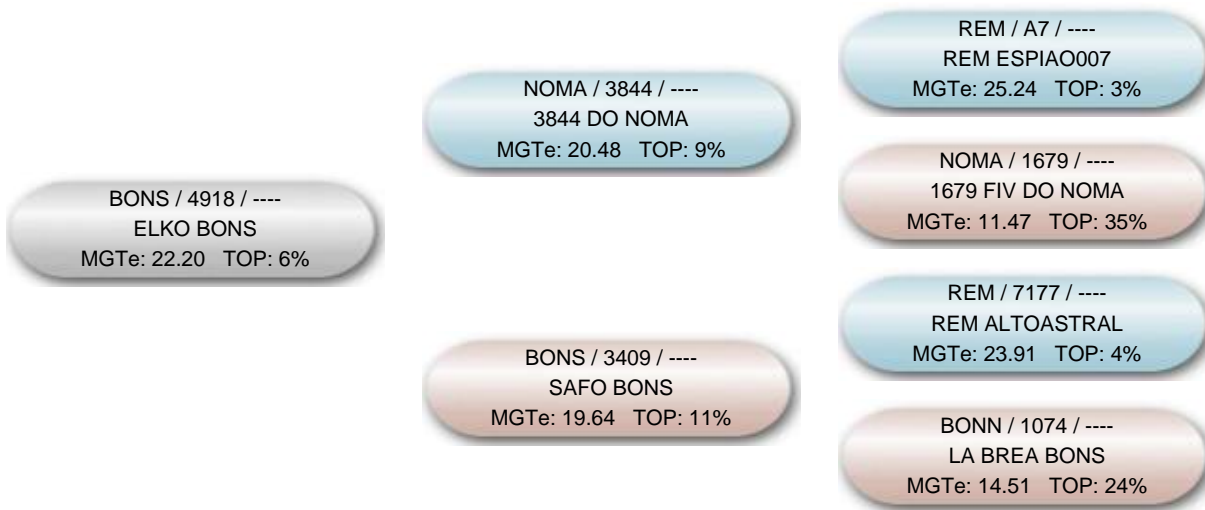 BONS / 4918 / ----
ELKO BONS
MGTe: 22.20 TOP: 6%
NOMA / 3844 / ----
3844 DO NOMA
MGTe: 20.48 TOP: 9%
BONS / 3409 / ----
SAFO BONS
MGTe: 19.64 TOP: 11%
REM / A7 / ----
REM ESPIAO007
MGTe: 25.24 TOP: 3%
NOMA / 1679 / ----
1679 FIV DO NOMA
MGTe: 11.47 TOP: 35%
REM / 7177 / ----
REM ALTOASTRAL
MGTe: 23.91 TOP: 4%
BONN / 1074 / ----
LA BREA BONS
MGTe: 14.51 TOP: 24%